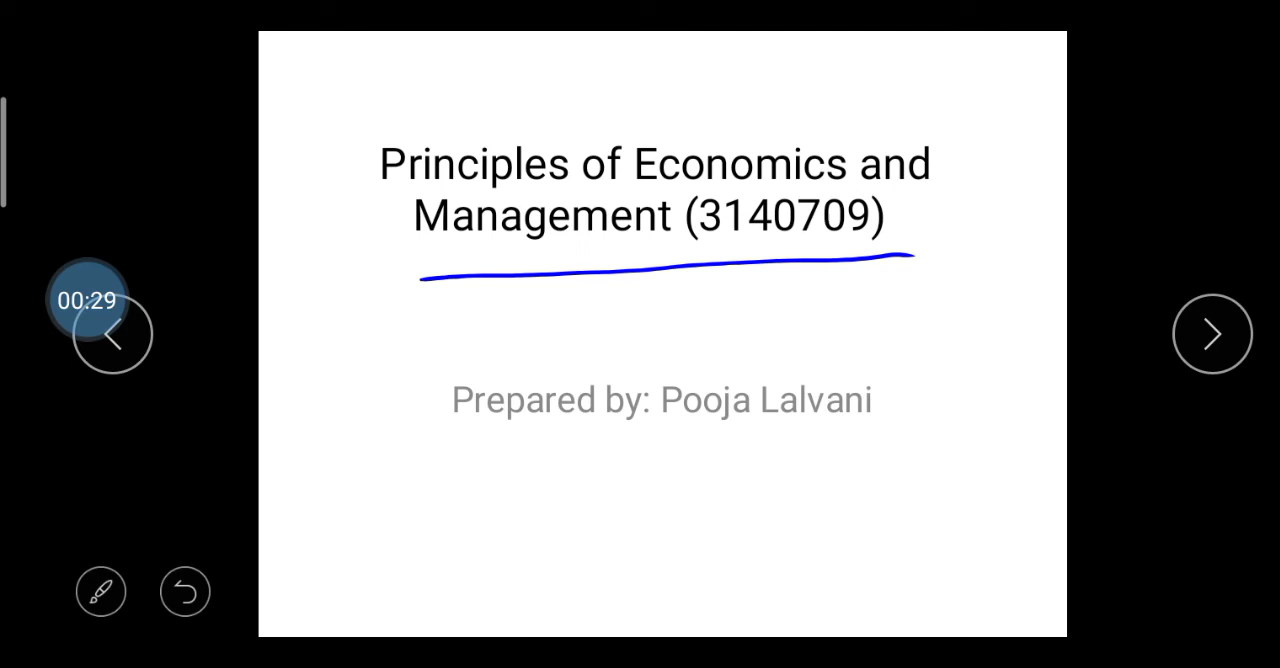 Principles of Economics and
Management (3140709)
00:29
Prepared by: Pooja Lalvani